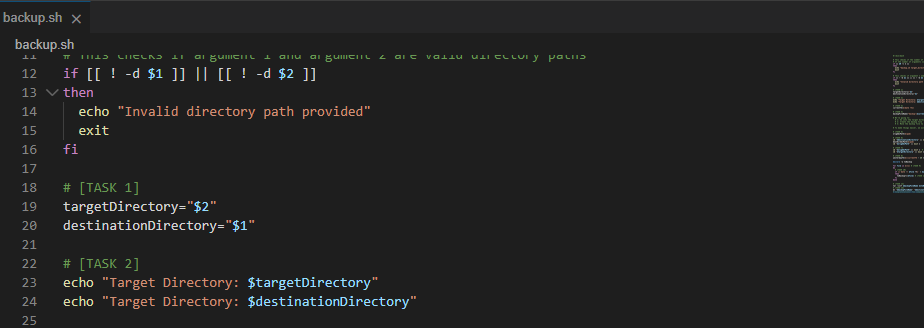 backup.sh
backup.sh
11 # This checks if argument 1 and argument 2 are valid directory paths
12 if [[ ! -d $1 ]] || [[ ! -d $2 ]]
13 then
14 echo "Invalid directory path provided"
15 exit
16 fi
17
18 # [TASK 1]
19 targetDirectory="$2"
20 destinationDirectory="$1"
21
22 # [TASK 2]
23 echo "Target Directory: $targetDirectory"
24 echo "Target Directory: $destinationDirectory"
25